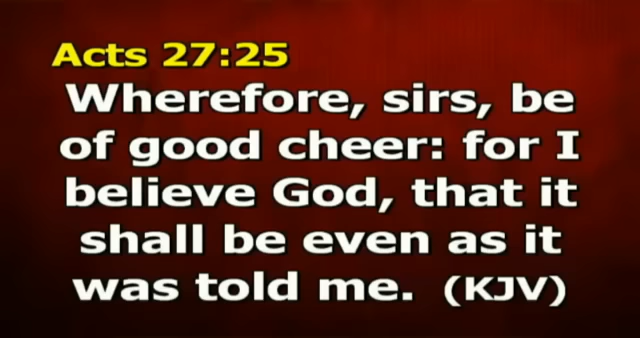 Acts 27:25
Wherefore, sirs, be
of good cheer: for I
believe God, that it
shall be even as it
was told me. (KJV)